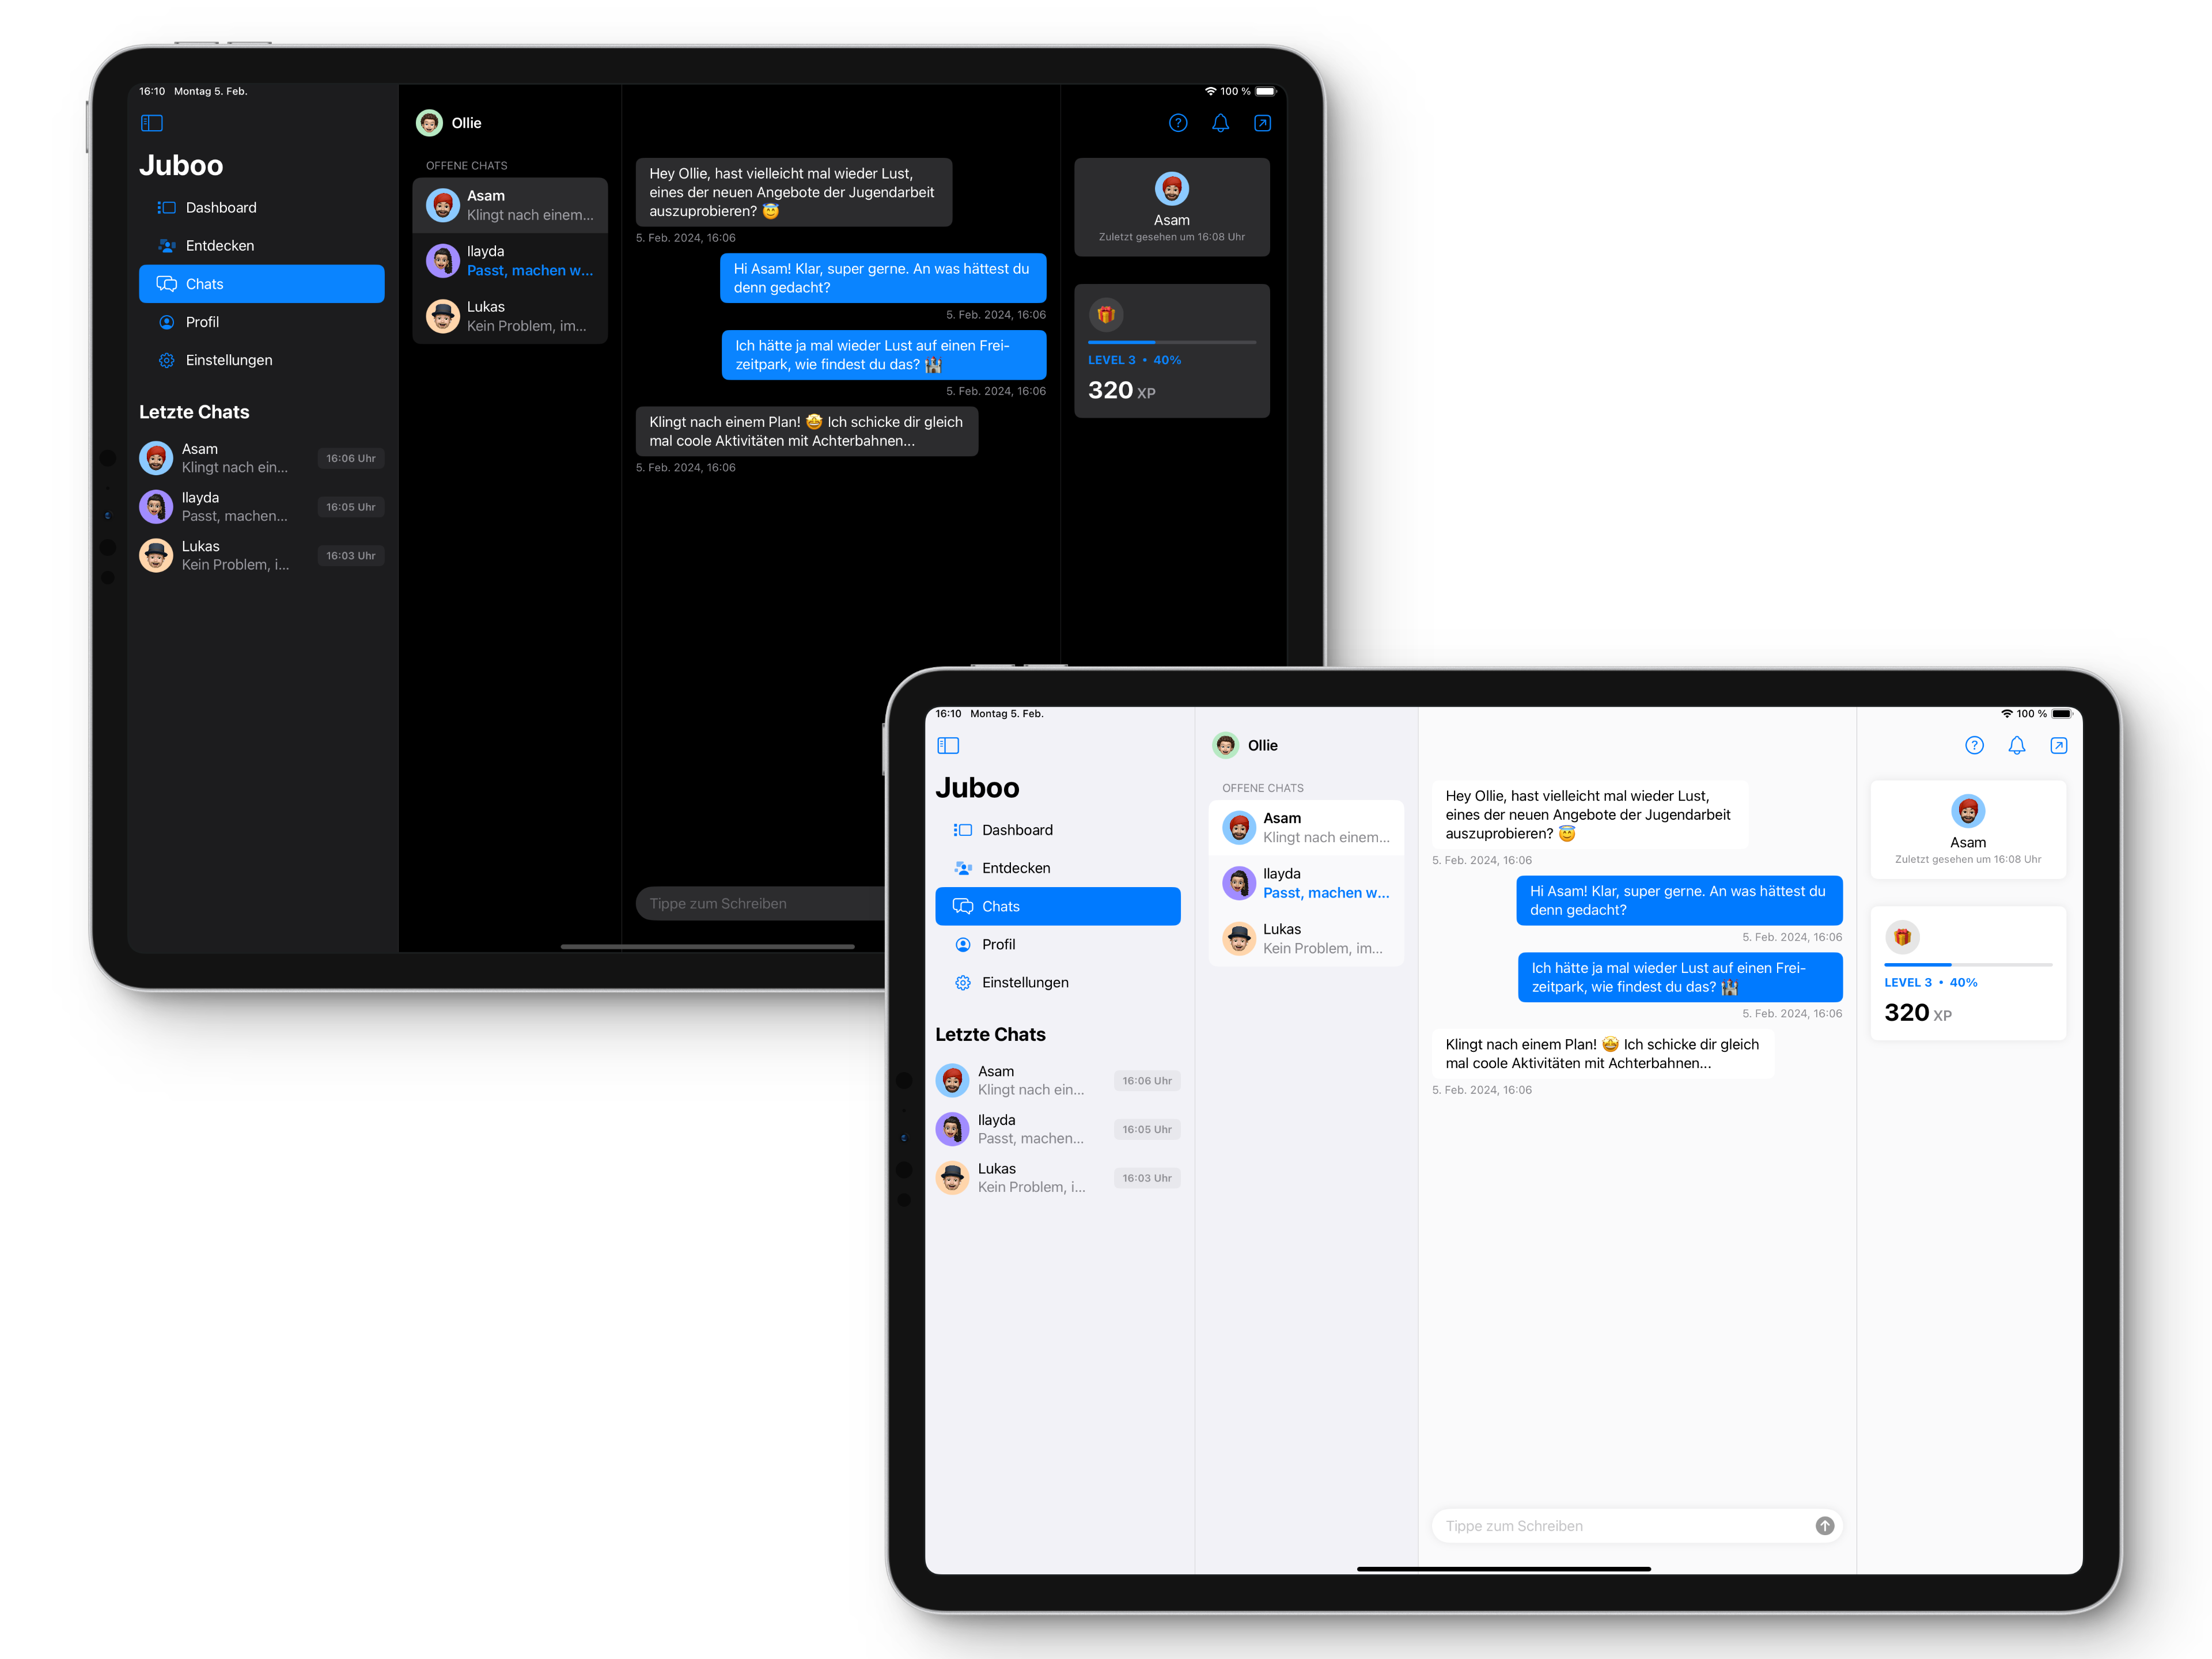 16:10 Montag 5. Feb.
100 %
Juboo
Dashboard
Entdecken
Chats
Profil
Einstellungen
Letzte Chats
Asam
Klingt nach ein...
16:06 Uhr
Ilayda
Passt, machen...
16:05 Uhr
Lukas
Kein Problem, i...
16:03 Uhr
Ollie
OFFENE CHATS
Asam
Klingt nach einem...
Ilayda
Passt, machen w...
Lukas
Kein Problem, im...
Hey Ollie, hast vielleicht mal wieder Lust,
eines der neuen Angebote der Jugendarbeit
auszuprobieren? 😇
5. Feb. 2024, 16:06
Hi Asam! Klar, super gerne. An was hättest du
denn gedacht?
5. Feb. 2024, 16:06
Ich hätte ja mal wieder Lust auf einen Frei-
zeitpark, wie findest du das? 🏰
5. Feb. 2024, 16:06
Klingt nach einem Plan! 🤩 Ich schicke dir gleich
mal coole Aktivitäten mit Achterbahnen...
5. Feb. 2024, 16:06
Tippe zum Schreiben
Asam
Zuletzt gesehen um 16:08 Uhr
LEVEL 3 • 40%
320 XP
16:10 Montag 5. Feb.
100 %
Juboo
Dashboard
Entdecken
Chats
Profil
Einstellungen
Letzte Chats
Asam
Klingt nach ein...
16:06 Uhr
Ilayda
Passt, machen...
16:05 Uhr
Lukas
Kein Problem, i...
16:03 Uhr
Ollie
OFFENE CHATS
Asam
Klingt nach einem...
Ilayda
Passt, machen w...
Lukas
Kein Problem, im...
Hey Ollie, hast vielleicht mal wieder Lust,
eines der neuen Angebote der Jugendarbeit
auszuprobieren? 😇
5. Feb. 2024, 16:06
Hi Asam! Klar, super gerne. An was hättest du
denn gedacht?
5. Feb. 2024, 16:06
Ich hätte ja mal wieder Lust auf einen Frei-
zeitpark, wie findest du das? 🏰
5. Feb. 2024, 16:06
Klingt nach einem Plan! 🤩 Ich schicke dir gleich
mal coole Aktivitäten mit Achterbahnen...
5. Feb. 2024, 16:06
Tippe zum Schreiben
Asam
Zuletzt gesehen um 16:08 Uhr
LEVEL 3 • 40%
320 XP